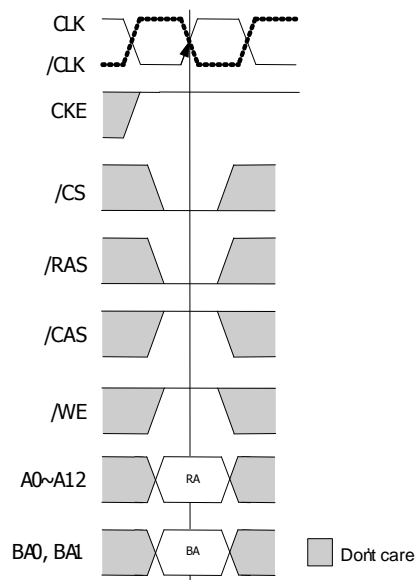 CLK
/CLK
CKE
/CS
/RAS
/CAS
/WE
A0~A12
RA
BA0, BA1
BA
Don't care